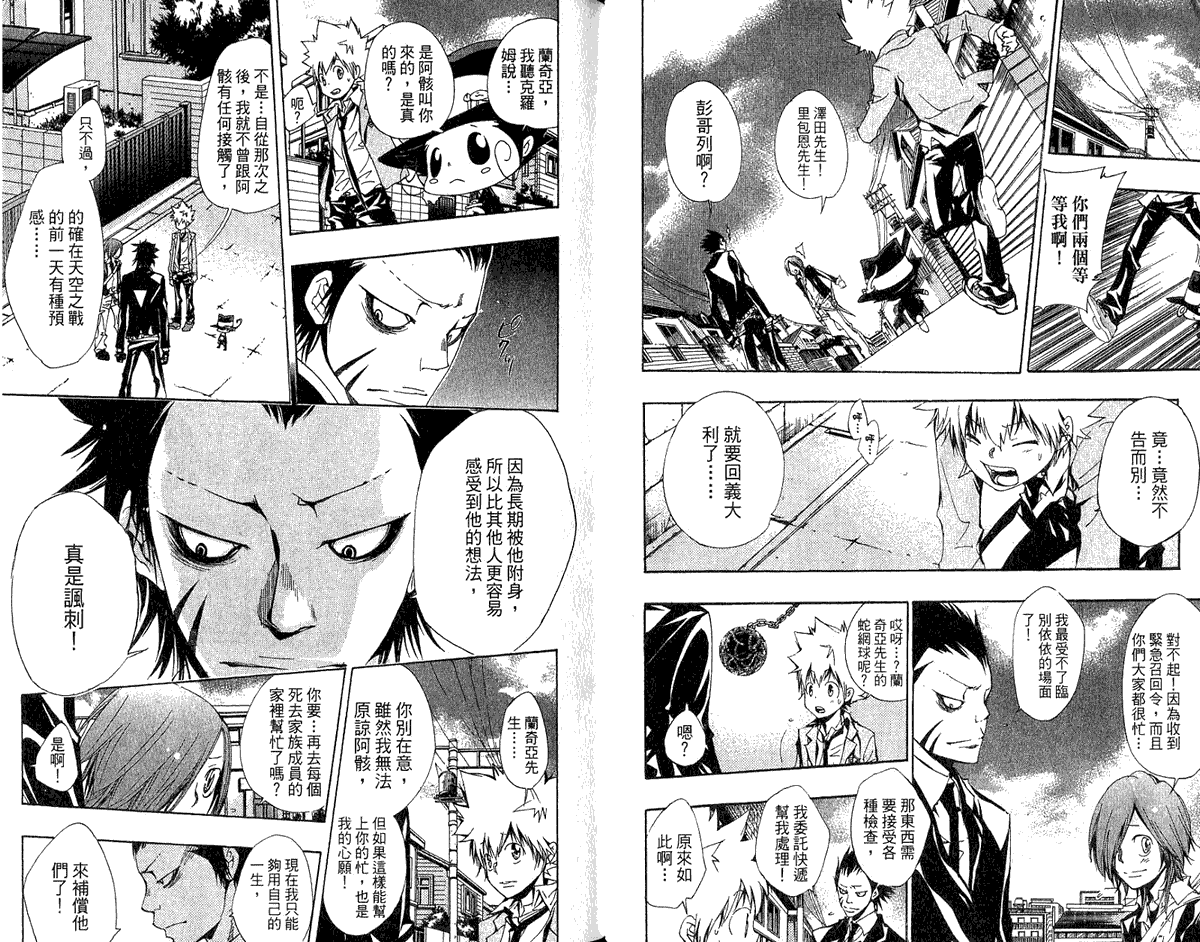 你們兩個等
等我啊！
澤田先生！
里包恩先生！
彭哥列啊？
竟…竟然不
告而別…
呼…
呼…
就要回義大
利了……
對不起！因為收到
緊急召回令，而且
你們大家都很忙…
我最受不了臨
別依依的場面
了！
哎呀…？蘭
奇亞先生的
蛇網球呢？
嗯？
那東西需
要接受各
種檢查，
我委託快遞
幫我處理！
原來如
此啊…
蘭奇亞，
我聽克羅
姆說…
是阿骸叫你
來的，是真
的嗎？
呃？
不是…自從那次之
後，我就不曾跟阿
骸有任何接觸了，
只不過，
的確在天空之戰
的前一天有種預
感……
因為長期被他附身，
所以比其他人更容易
感受到他的想法，
真是諷刺！
蘭奇亞先
生……
你別在意，
雖然我無法
原諒阿骸，
但如果這樣能幫
上你的忙，也是
我的心願！
你要…再去每個
死去家族成員的
家裡幫忙了嗎？
是啊！
現在我只能
夠用自己的
一生，
來補償他
們了！